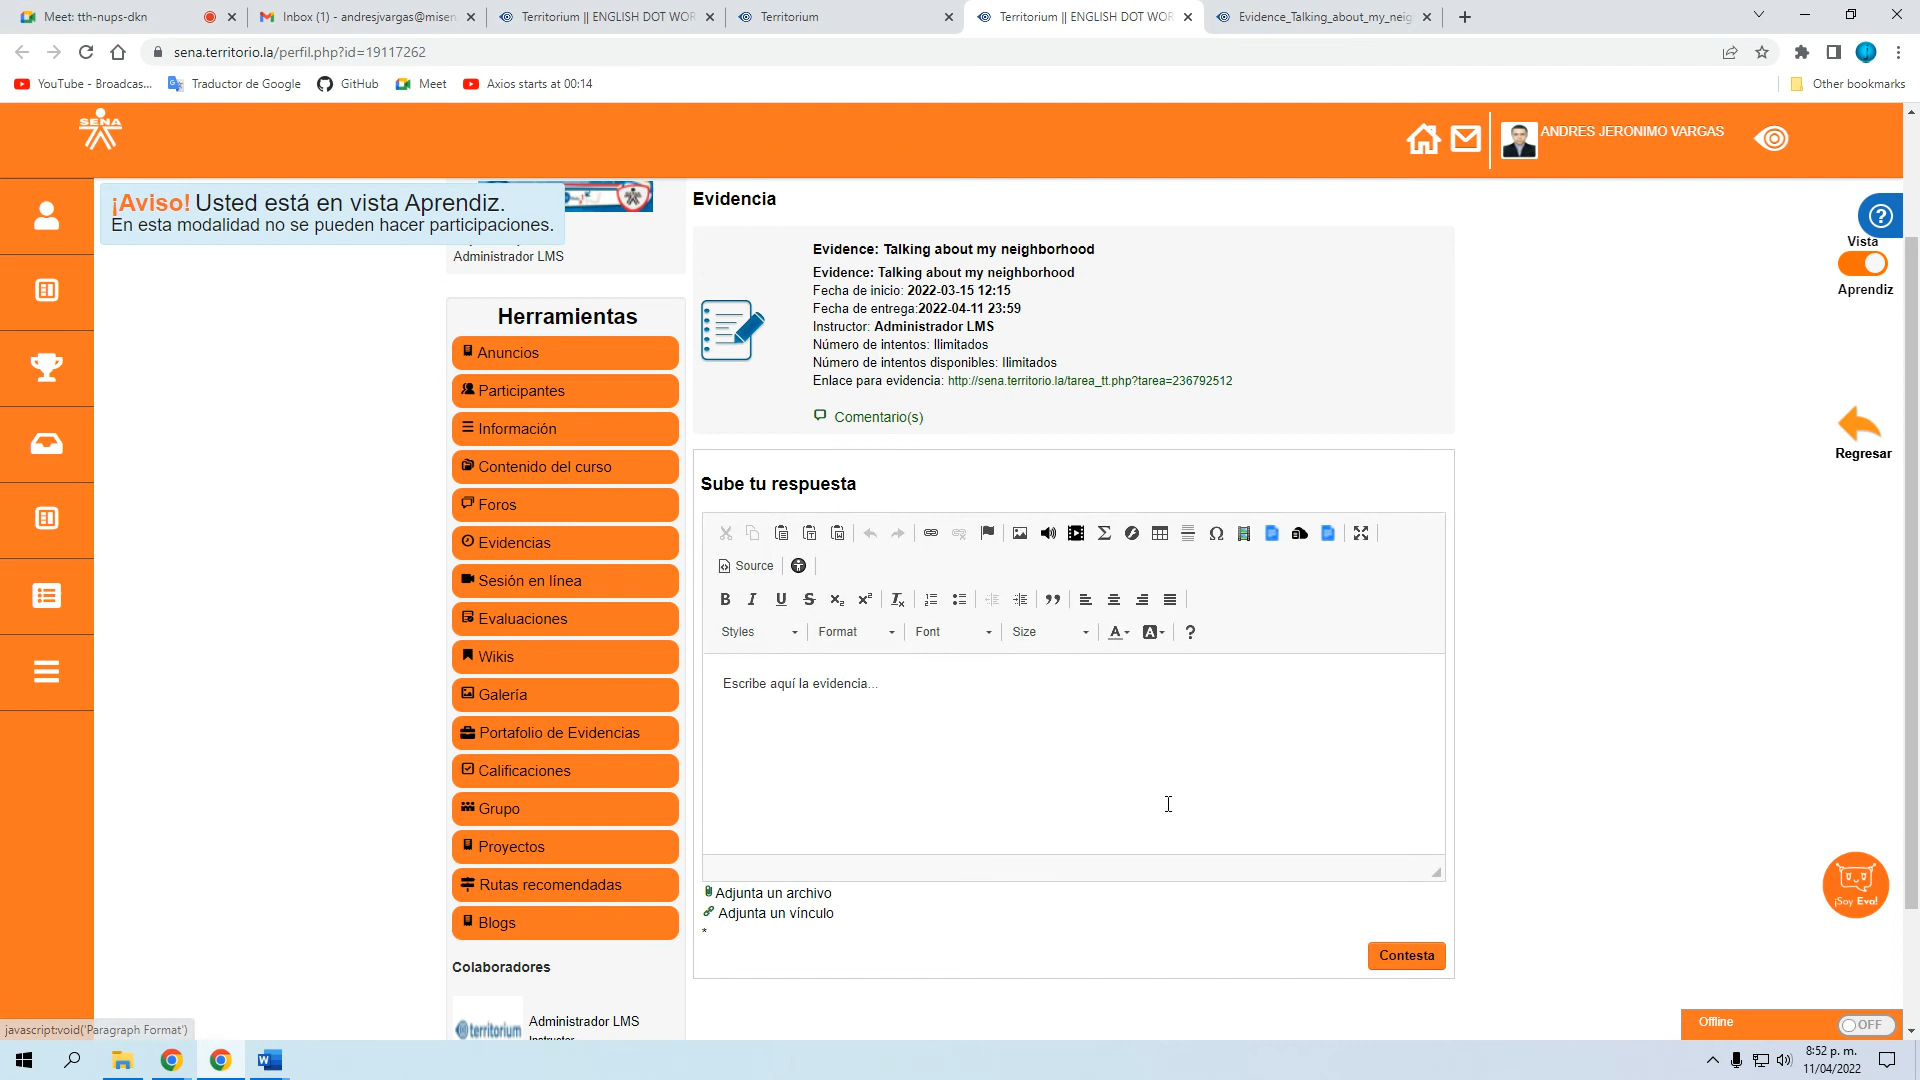 Meet: tth-nups-dkn
Inbox (1) - andresjvargas@misen
Territorium || ENGLISH DOT WOR
Territorium
Territorium || ENGLISH DOT WOR
Evidence_Talking_about_my_neig
sena.territorio.la/perfil.php?id=19117262
YouTube - Broadcas...
Traductor de Google
GitHub
Meet
Axios starts at 00:14
Other bookmarks
SENA
ANDRES JERONIMO VARGAS
¡Aviso! Usted está en vista Aprendiz.
En esta modalidad no se pueden hacer participaciones.
Administrador LMS
Herramientas
Anuncios
Participantes
Información
Contenido del curso
Foros
Evidencias
Sesión en línea
Evaluaciones
Wikis
Galería
Portafolio de Evidencias
Calificaciones
Grupo
Proyectos
Rutas recomendadas
Blogs
Colaboradores
territorium
Administrador LMS
Instructor
Evidencia
Evidence: Talking about my neighborhood
Evidence: Talking about my neighborhood
Fecha de inicio: 2022-03-15 12:15
Fecha de entrega:2022-04-11 23:59
Instructor: Administrador LMS
Número de intentos: Ilimitados
Número de intentos disponibles: Ilimitados
Enlace para evidencia: http://sena.territorio.la/tarea_tt.php?tarea=236792512
Comentario(s)
Sube tu respuesta
Source
Styles
Format
Font
Size
Escribe aquí la evidencia...
Adjunta un archivo
Adjunta un vínculo
*
Contesta
Vista
Aprendiz
Regresar
¡Soy Eva!
Offline
OFF
javascript:void('Paragraph Format')
8:52 p. m.
11/04/2022